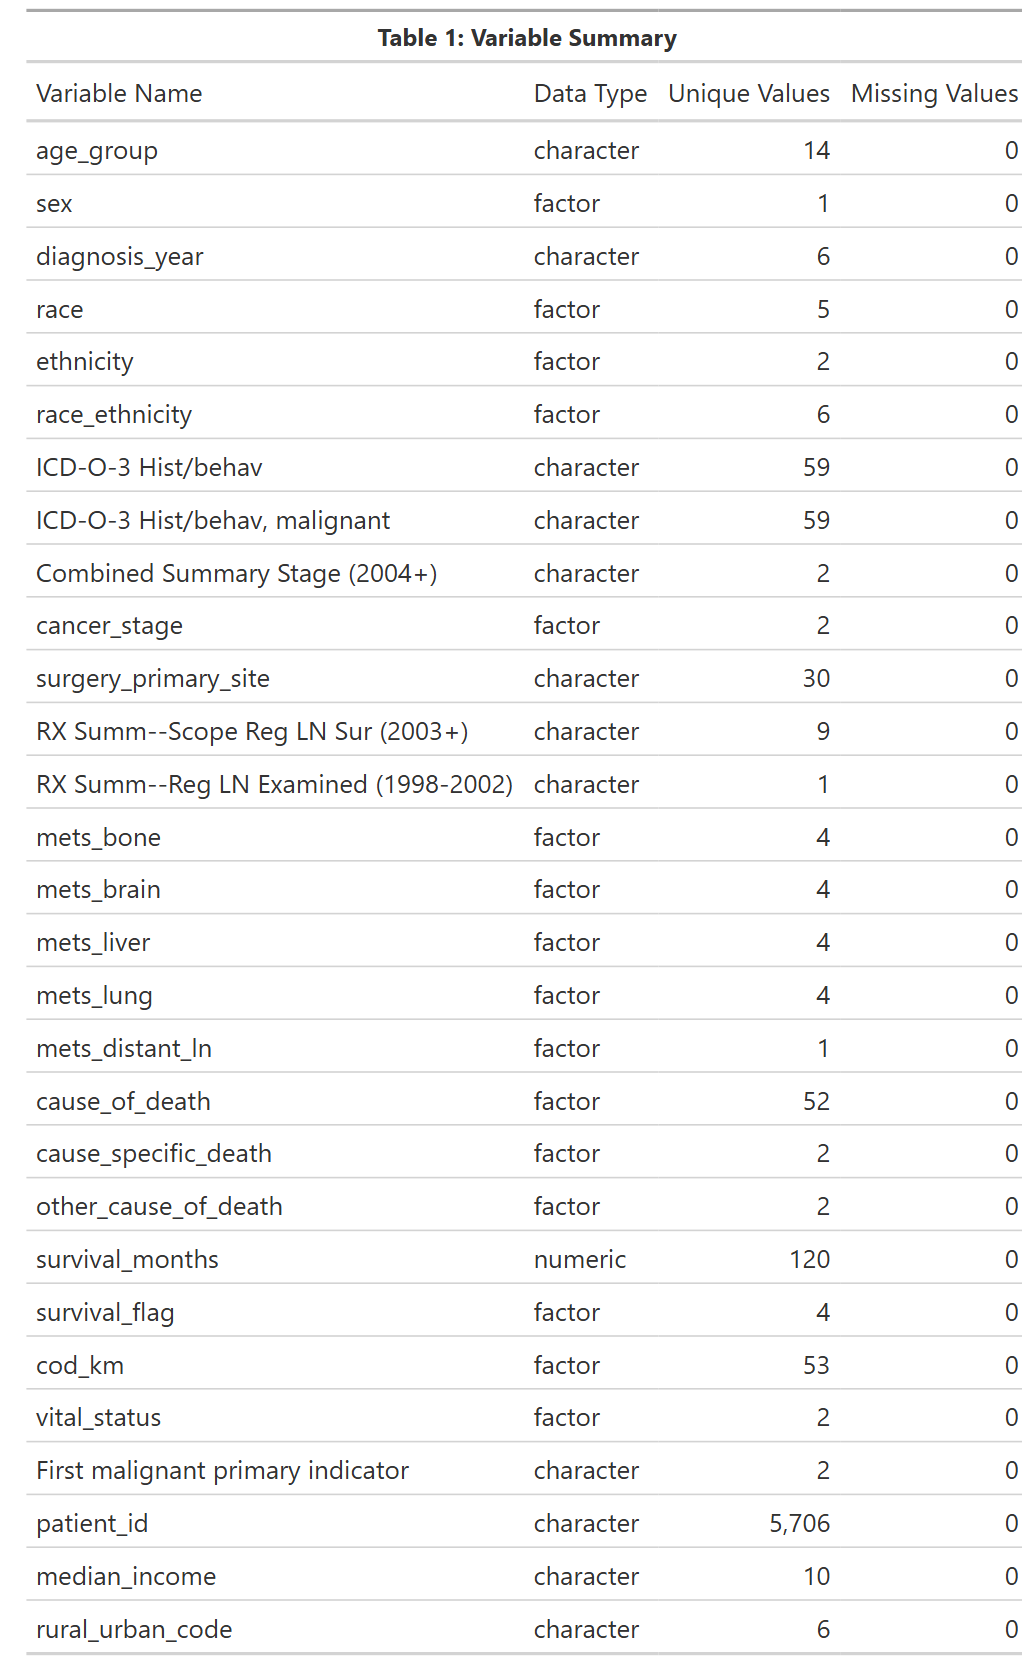 Table 1: Variable Summary
Variable Name Data Type Unique Values Missing Values
age_group character 14 0
sex factor 1 0
diagnosis_year character 6 0
race factor 5 0
ethnicity factor 2 0
race_ethnicity factor 6 0
ICD-O-3 Hist/behav character 59 0
ICD-O-3 Hist/behav, malignant character 59 0
Combined Summary Stage (2004+) character 2 0
cancer_stage factor 2 0
surgery_primary_site character 30 0
RX Summ--Scope Reg LN Sur (2003+) character 9 0
RX Summ--Reg LN Examined (1998-2002) character 1 0
mets_bone factor 4 0
mets_brain factor 4 0
mets_liver factor 4 0
mets_lung factor 4 0
mets_distant_ln factor 1 0
cause_of_death factor 52 0
cause_specific_death factor 2 0
other_cause_of_death factor 2 0
survival_months numeric 120 0
survival_flag factor 4 0
cod_km factor 53 0
vital_status factor 2 0
First malignant primary indicator character 2 0
patient_id character 5,706 0
median_income character 10 0
rural_urban_code character 6 0